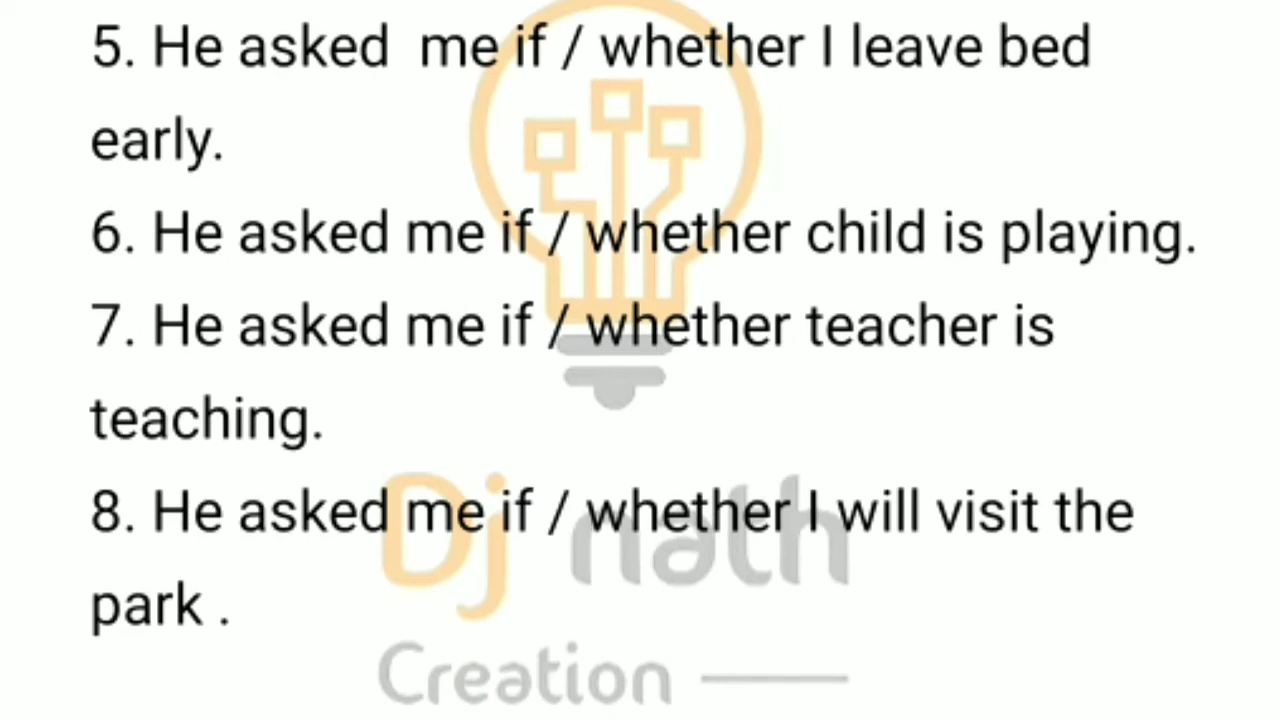 5. He asked  me if / whether I leave bed
early.
6. He asked me if / whether child is playing.
7. He asked me if / whether teacher is
teaching.
8. He asked me if / whether I will visit the
park .
Dj nath
Creation